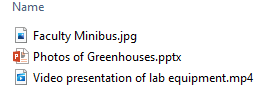 Name
Faculty Minibus.jpg
Photos of Greenhouses.pptx
Video presentation of lab equipment.mp4